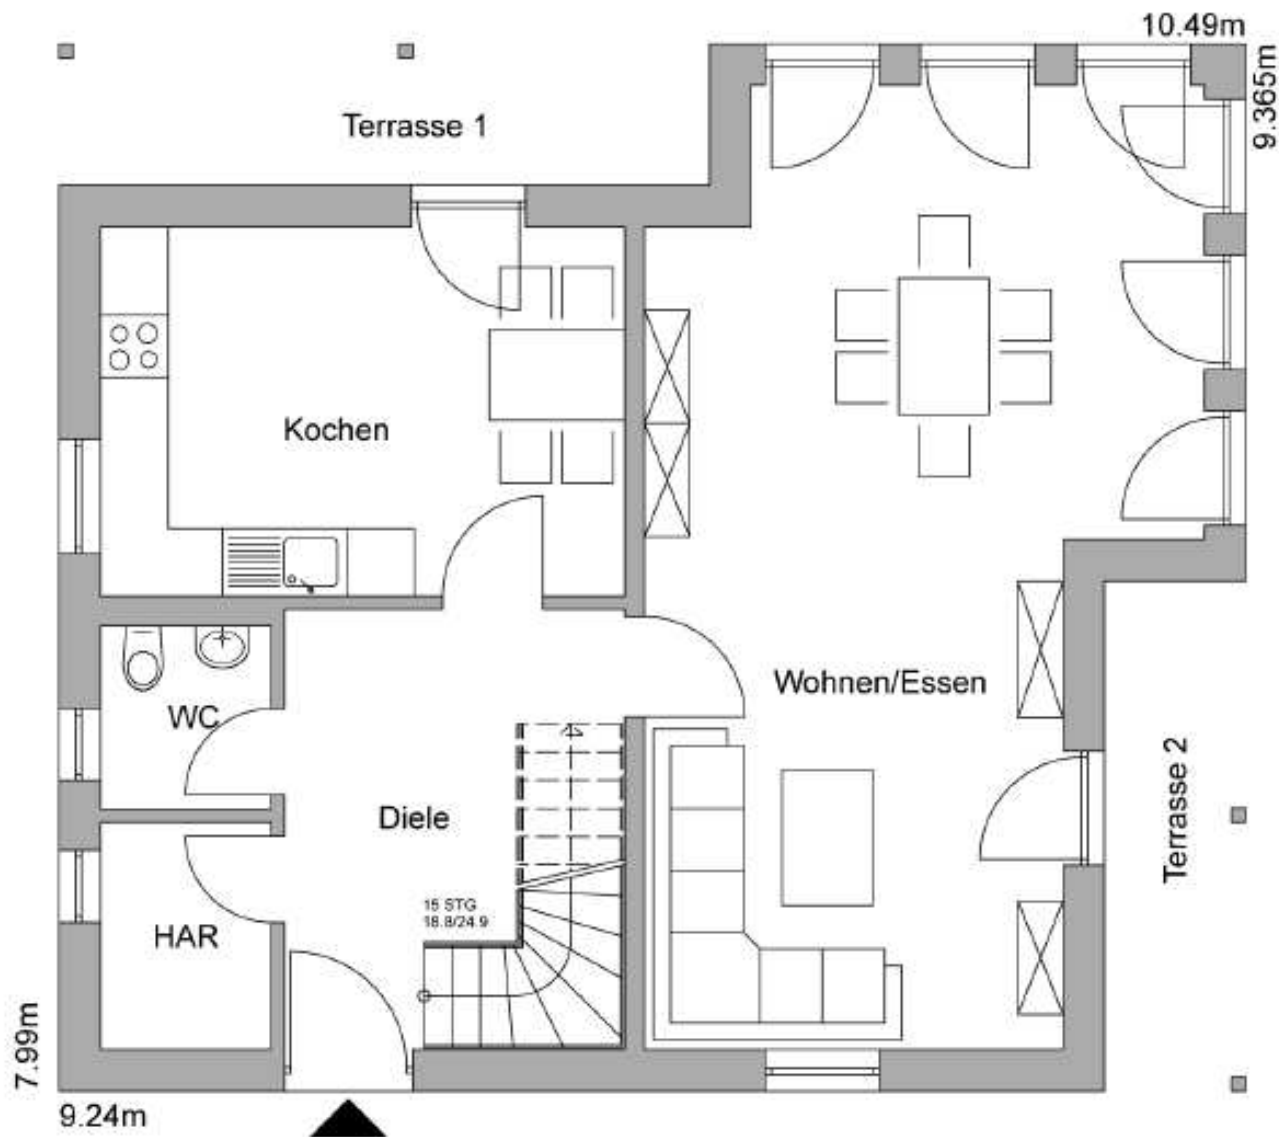 10.49m
9.365m
Terrasse 1
Kochen
WC
Wohnen/Essen
Diele
Terrasse 2
15 STG
18.8/24.9
HAR
7.99m
9.24m